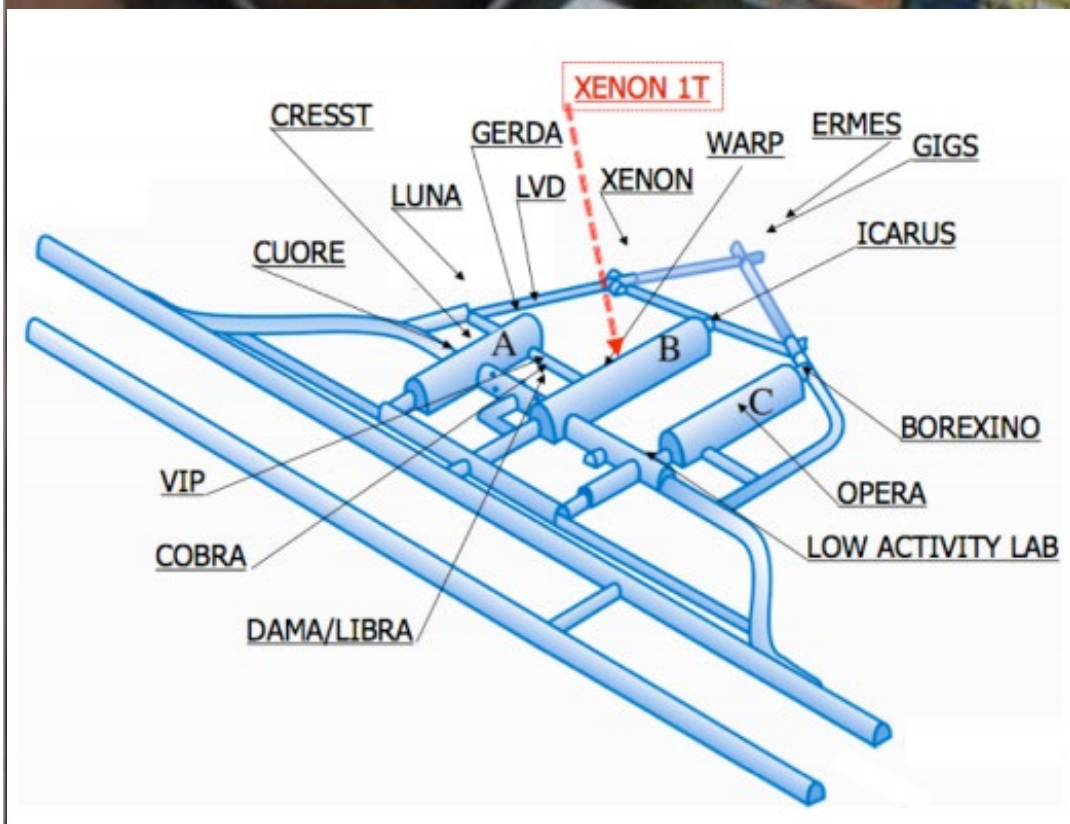 XENON 1T
CRESST
GERDA
WARP
ERMES
GIGS
LUNA
LVD
XENON
ICARUS
CUORE
A
B
C
BOREXINO
VIP
OPERA
COBRA
LOW ACTIVITY LAB
DAMA/LIBRA